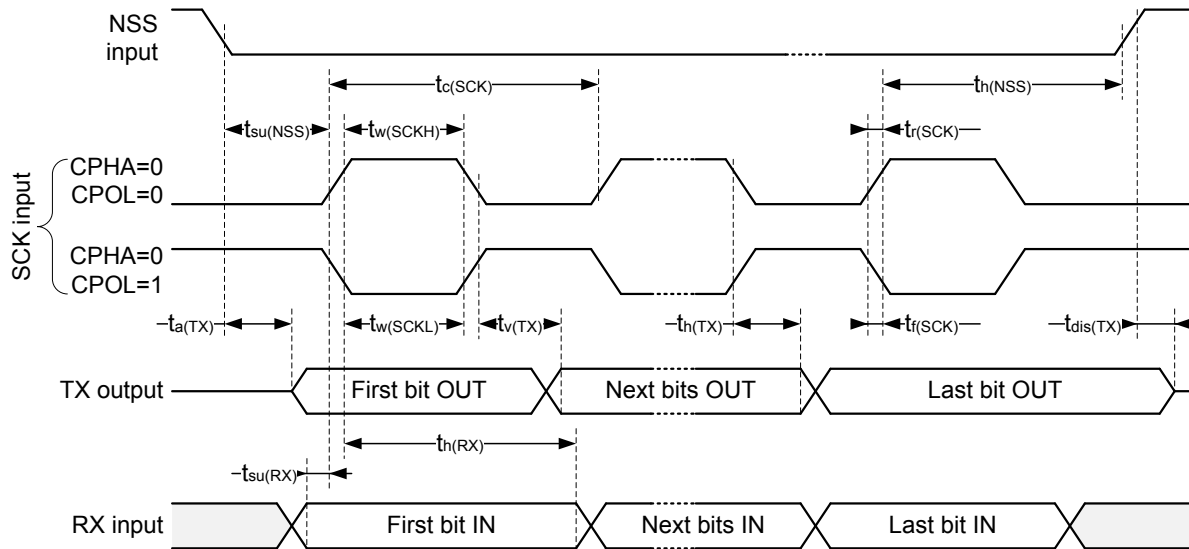 NSS
input
tc(SCK)
th(NSS)
tsu(NSS)
tw(SCKH)
tr(SCK)
SCK input
CPHA=0
CPOL=0
CPHA=0
CPOL=1
ta(TX)
tw(SCKL)
tv(TX)
th(TX)
tf(SCK)
tdis(TX)
TX output
First bit OUT
Next bits OUT
Last bit OUT
th(RX)
tsu(RX)
RX input
First bit IN
Next bits IN
Last bit IN